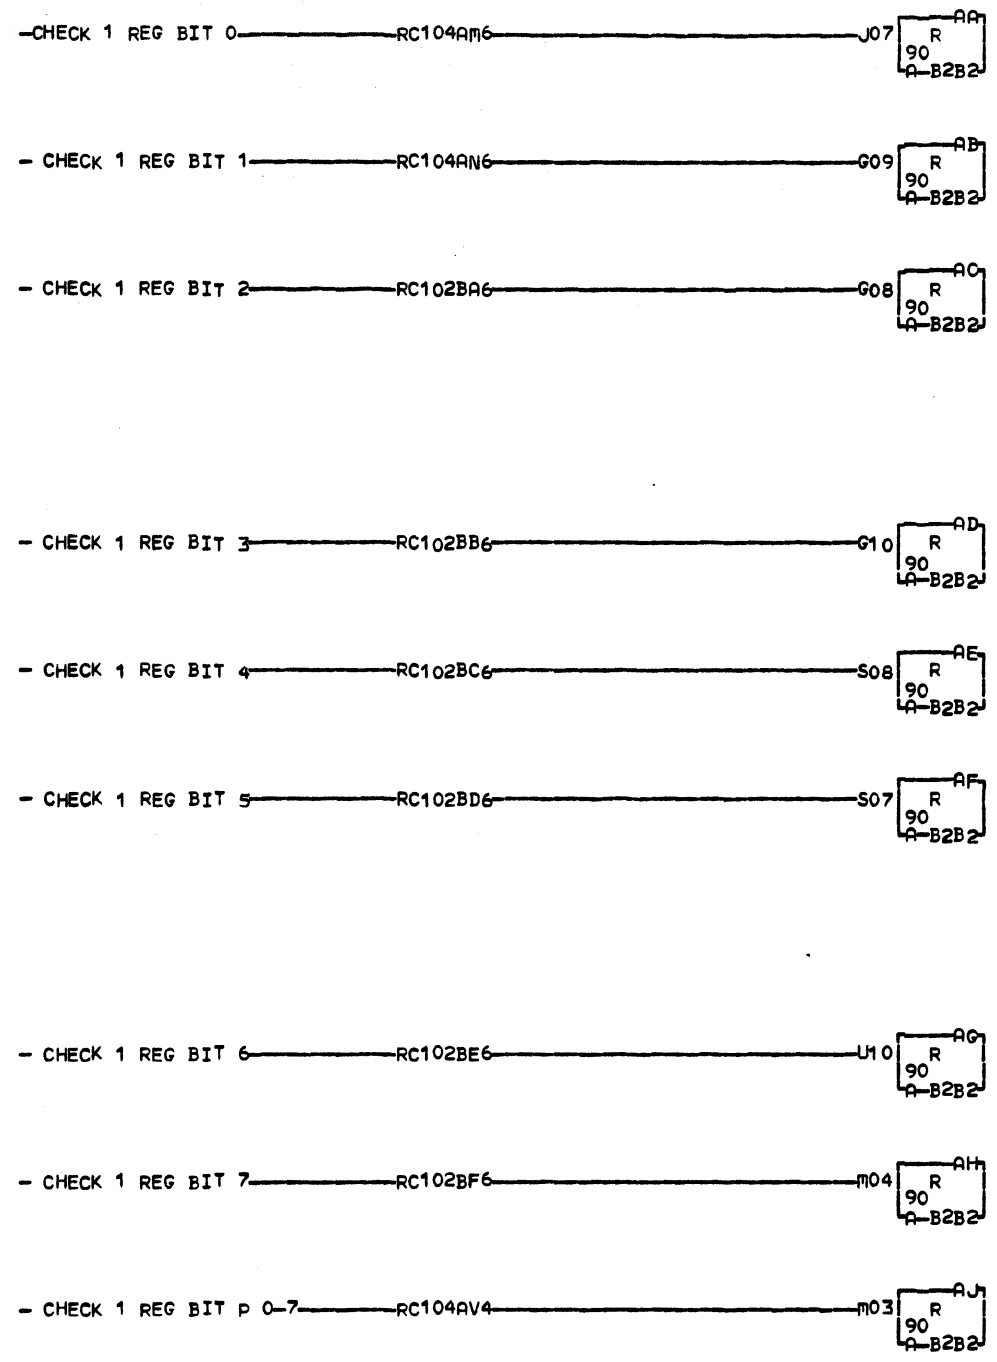 AA
-CHECK 1 REG BIT 0 RC104AM6 J07 R
90
A-B2B2
AB
- CHECK 1 REG BIT 1 RC104AN6 G09 R
90
A-B2B2
AC
- CHECK 1 REG BIT 2 RC102BA6 G08 R
90
A-B2B2
AD
- CHECK 1 REG BIT 3 RC102BB6 G10 R
90
A-B2B2
AE
- CHECK 1 REG BIT 4 RC102BC6 S08 R
90
A-B2B2
AF
- CHECK 1 REG BIT 5 RC102BD6 S07 R
90
A-B2B2
AG
- CHECK 1 REG BIT 6 RC102BE6 U10 R
90
A-B2B2
AH
- CHECK 1 REG BIT 7 RC102BF6 M04 R
90
A-B2B2
AJ
- CHECK 1 REG BIT P 0-7 RC104AV4 M03 R
90
A-B2B2